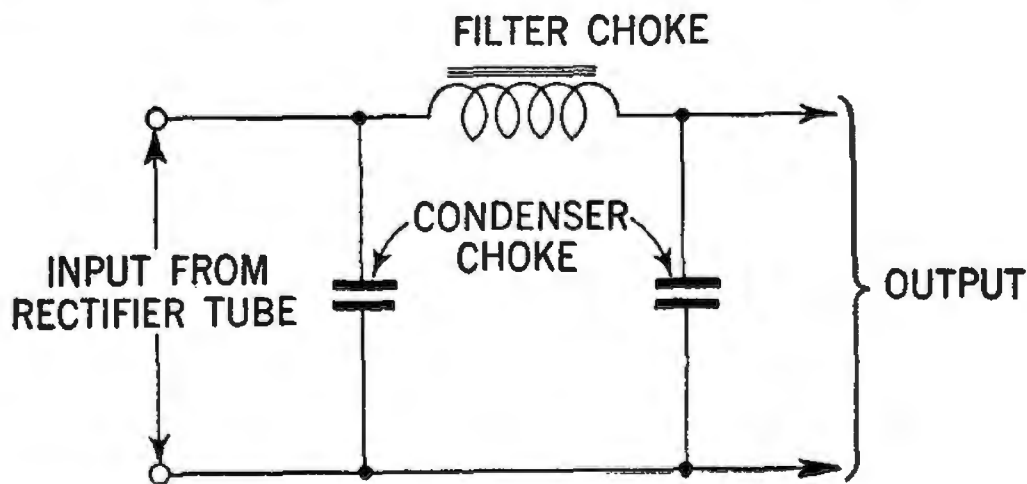 FILTER CHOKE
CONDENSER
CHOKE
INPUT FROM
RECTIFIER TUBE
OUTPUT